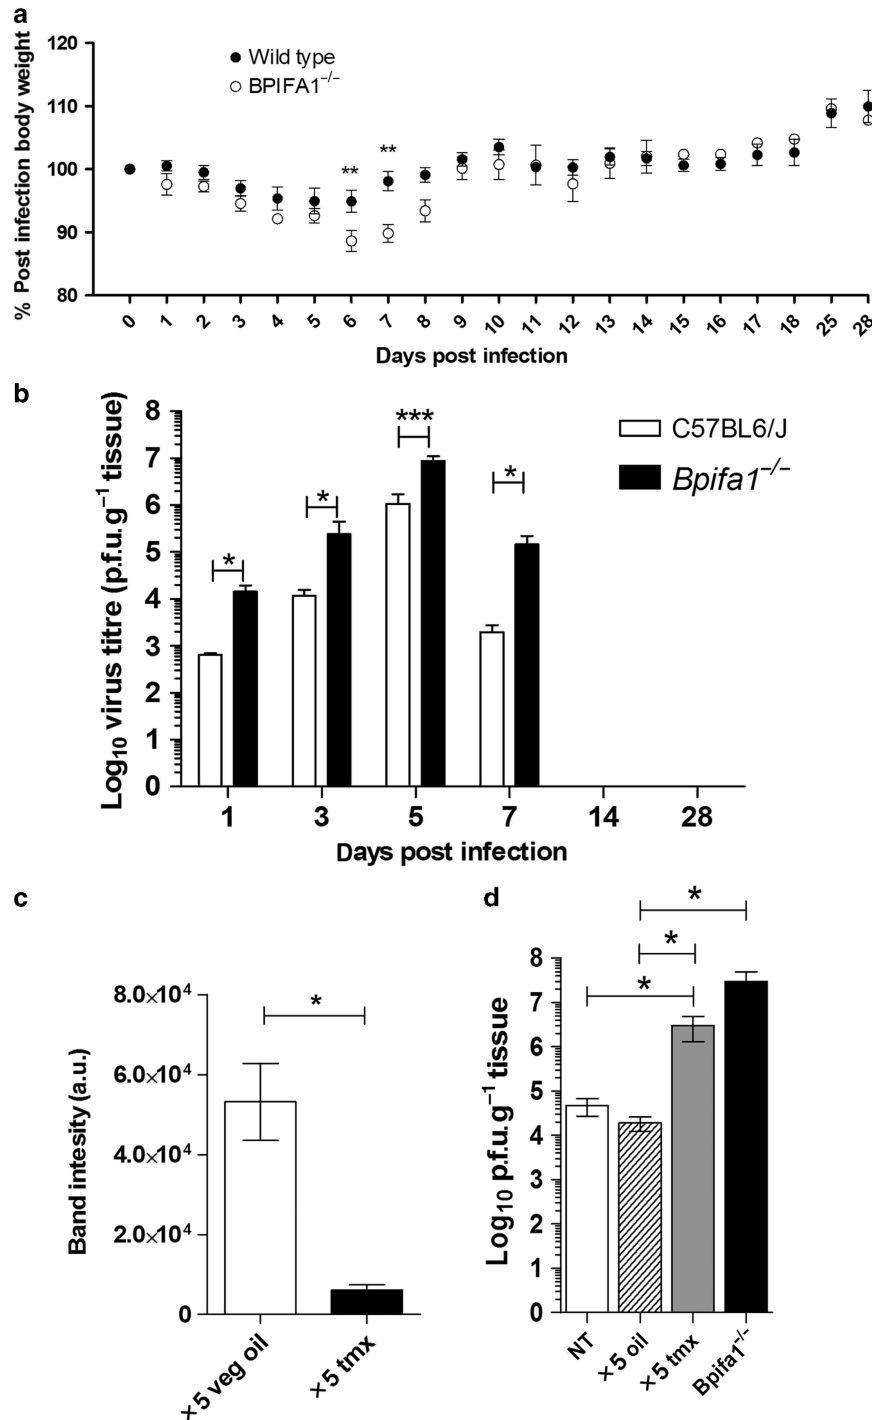 a
120
110
100
90
80
% Post infection body weight
Wild type
BPIFA1⁻/⁻
**
**
0 1 2 3 4 5 6 7 8 9 10 11 12 13 14 15 16 17 18 25 28
Days post infection
b
8
7
6
5
4
3
2
1
0
Log₁₀ virus titre (p.f.u.g⁻¹ tissue)
*
*
***
*
C57BL6/J
Bpifa1⁻/⁻
1 3 5 7 14 28
Days post infection
c
8.0×10⁴
6.0×10⁴
4.0×10⁴
2.0×10⁴
0
Band intesity (a.u.)
*
×5 veg oil
×5 tmx
d
*
*
*
8
7
6
5
4
3
2
1
0
Log₁₀ p.f.u.g⁻¹ tissue
NT
×5 oil
×5 tmx
Bpifa1⁻/⁻